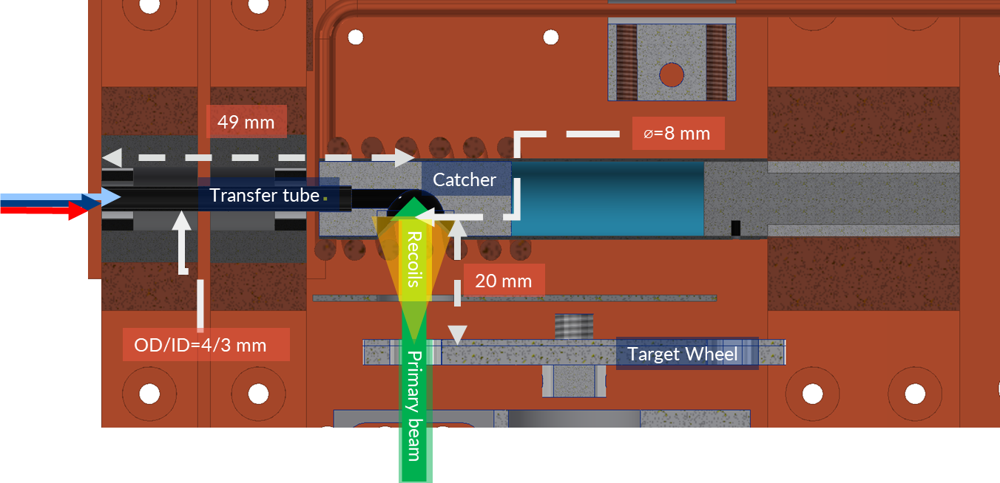 49 mm
⌀=8 mm
Catcher
Transfer tube
Recoils
20 mm
OD/ID=4/3 mm
Target Wheel
Primary beam